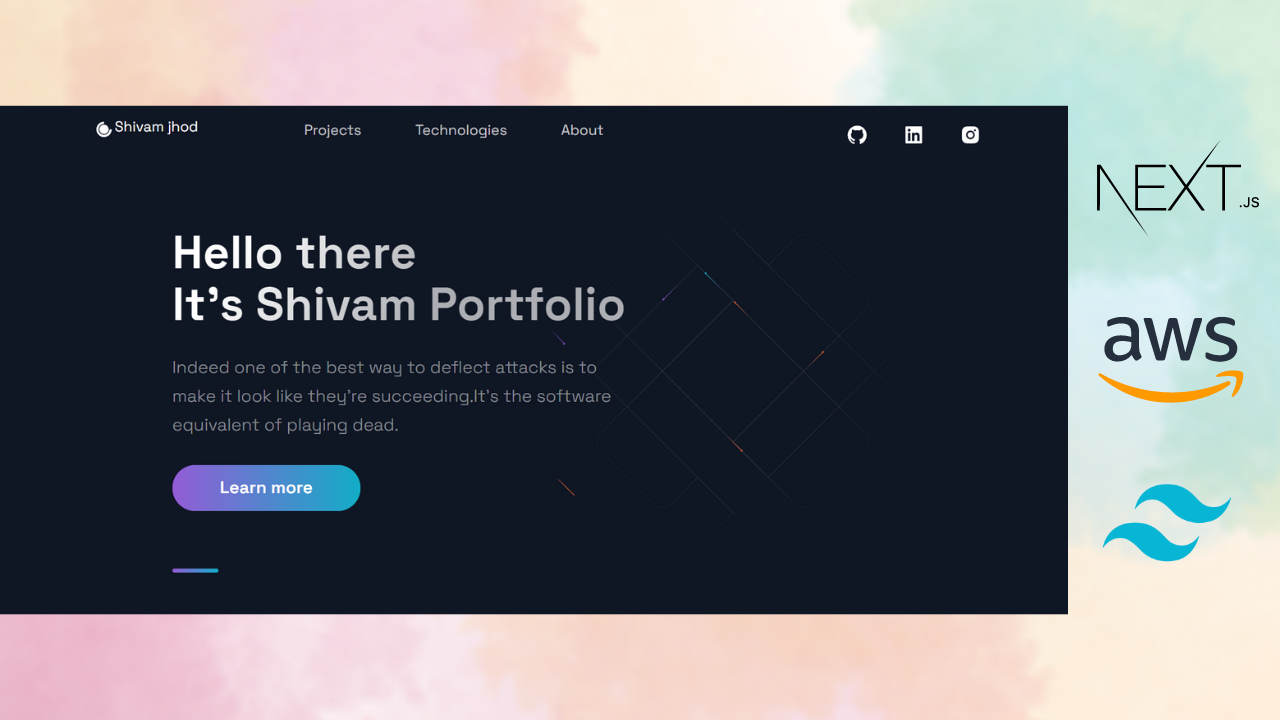 Shivam jhod
Projects
Technologies
About
Hello there
It's Shivam Portfolio
Indeed one of the best way to deflect attacks is to
make it look like they're succeeding.It's the software
equivalent of playing dead.
Learn more
NEXT.JS
aws